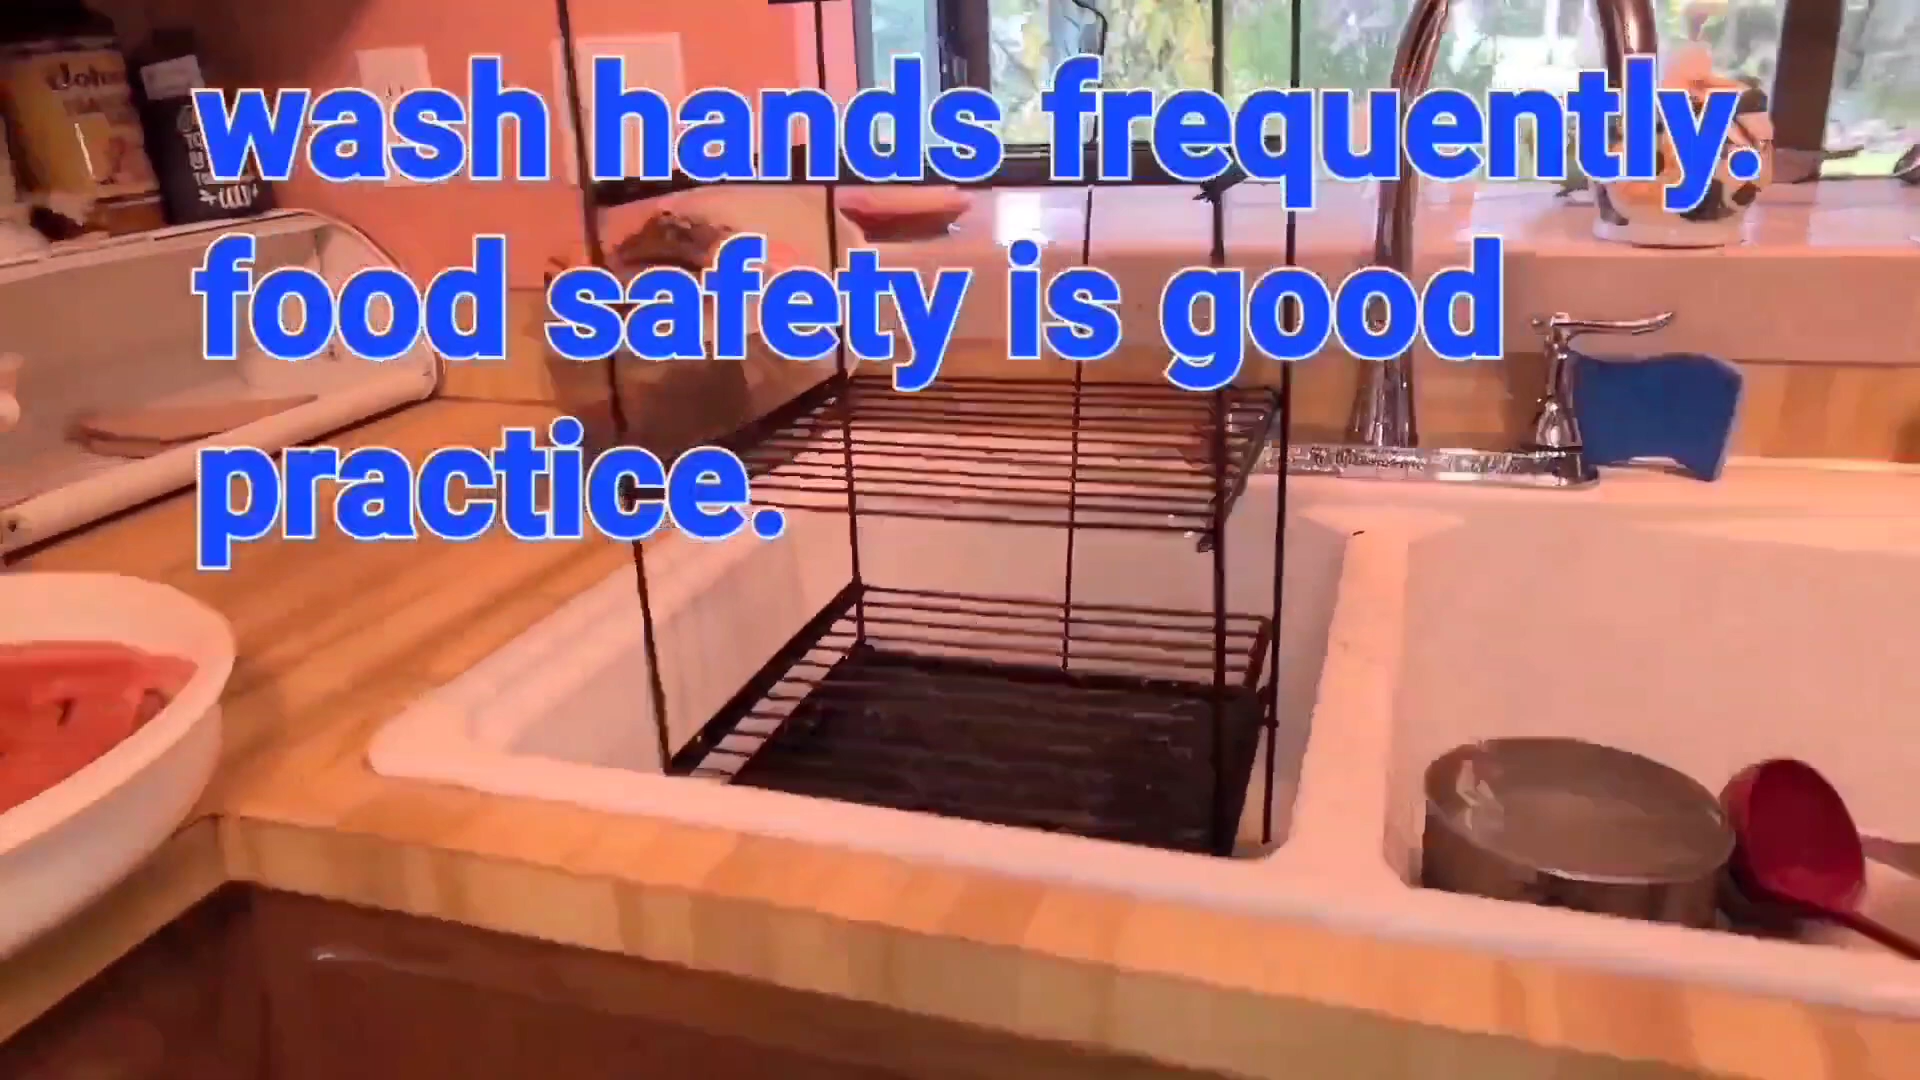 wash hands frequently.
food safety is good
practice.